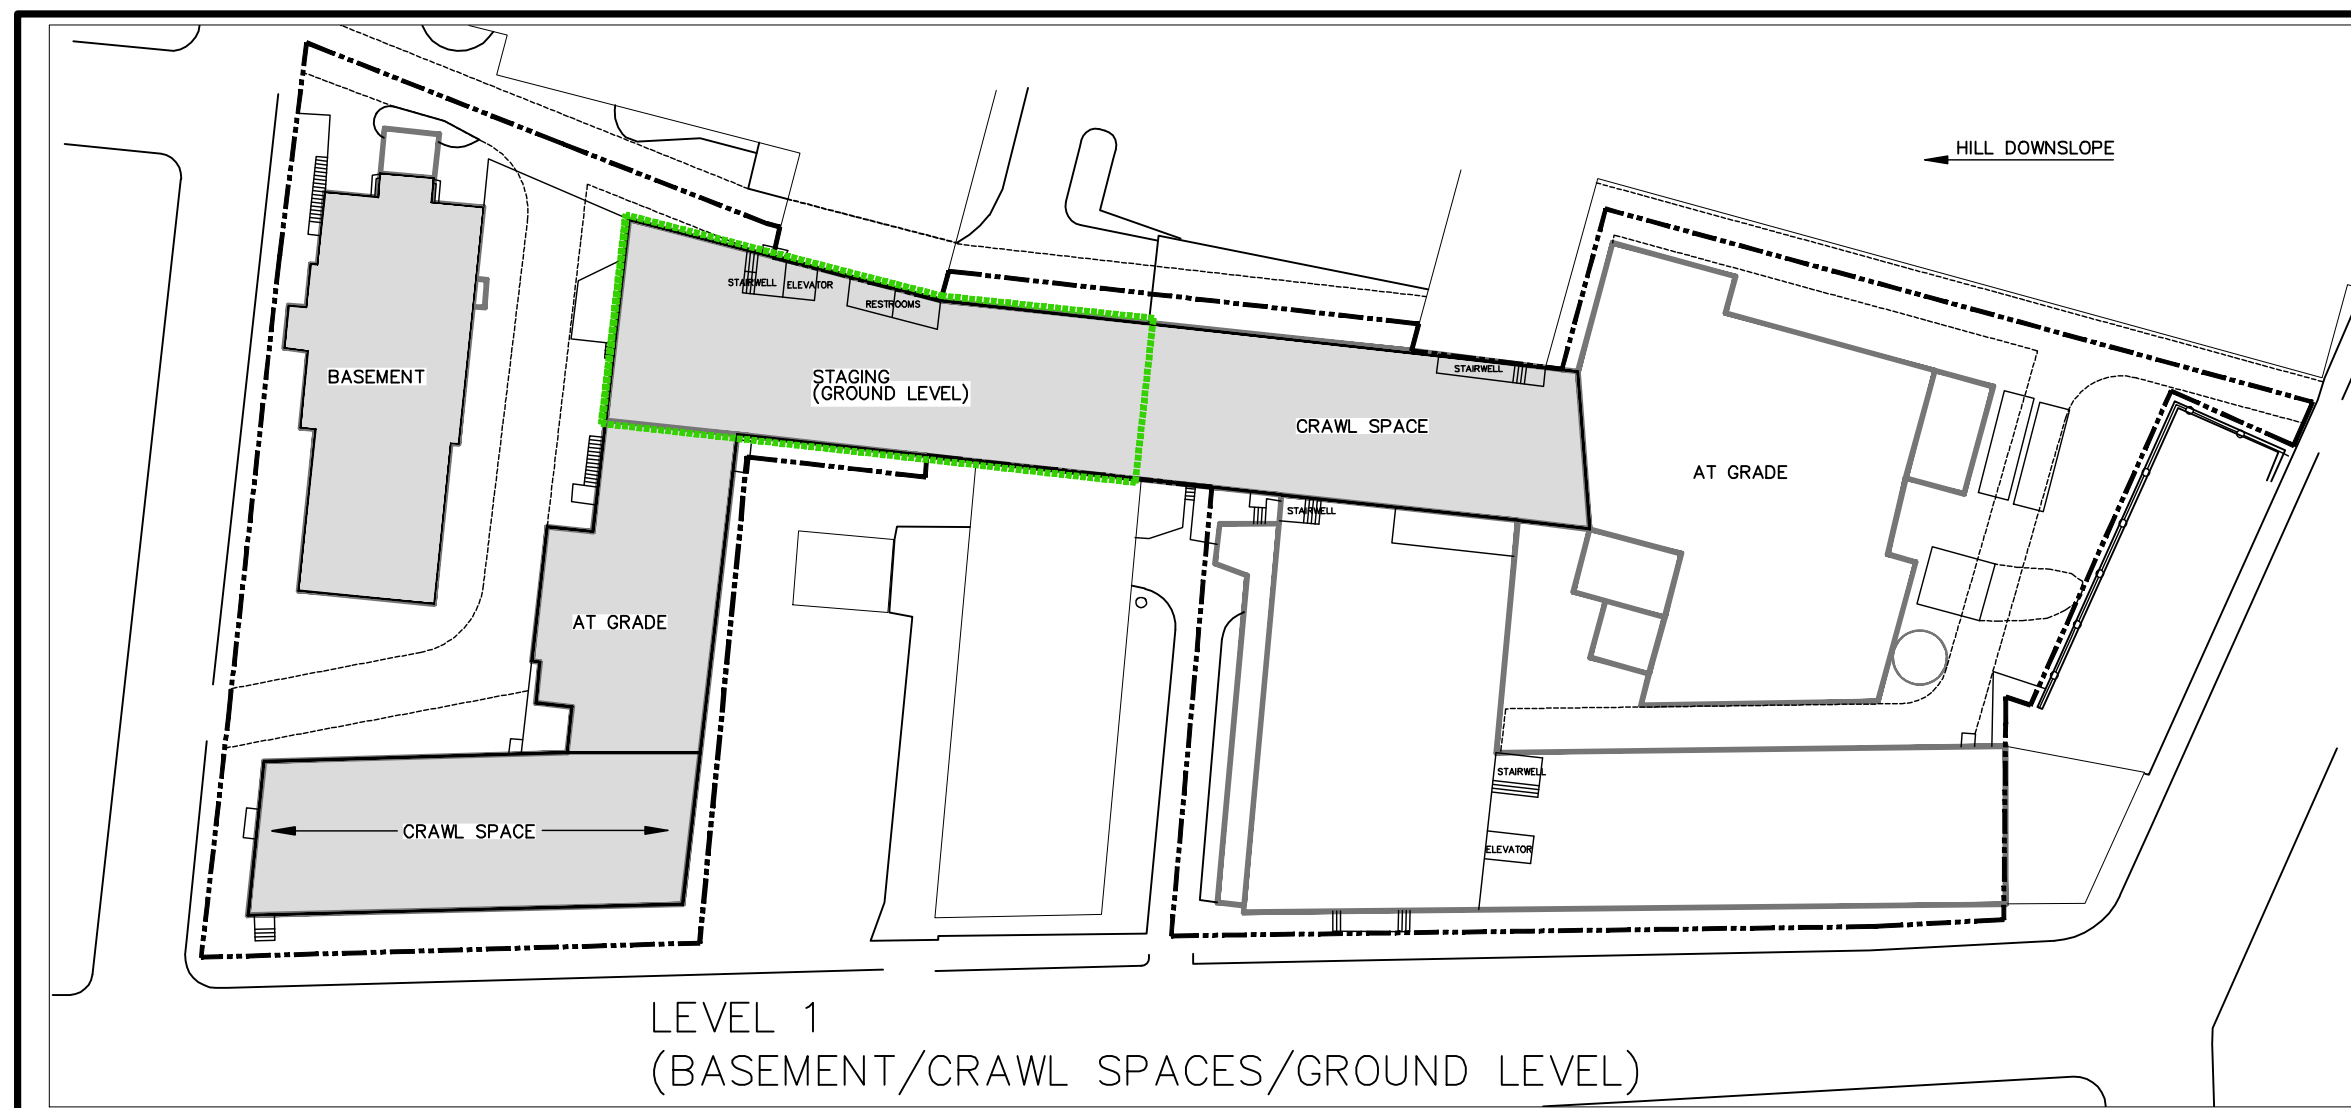 HILL DOWNSLOPE
STAIRWELL
ELEVATOR
RESTROOMS
BASEMENT
STAGING
(GROUND LEVEL)
STAIRWELL
CRAWL SPACE
AT GRADE
STAIRWELL
AT GRADE
STAIRWELL
CRAWL SPACE
ELEVATOR
LEVEL 1
(BASEMENT/CRAWL SPACES/GROUND LEVEL)